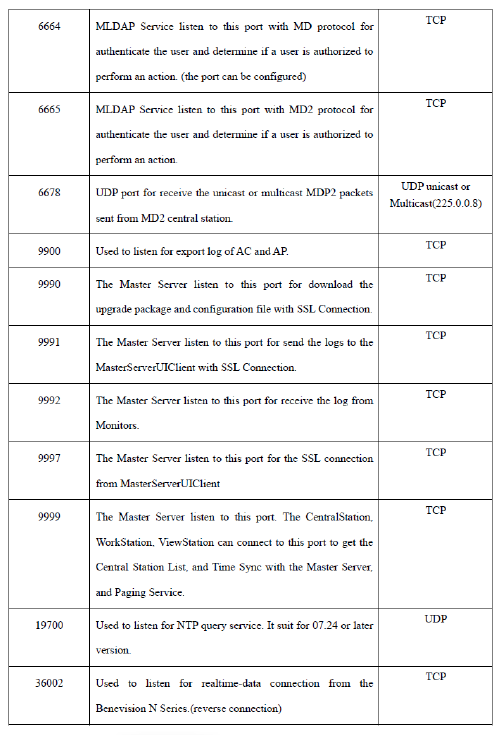 6664
MLDAP Service listen to this port with MD protocol for
authenticate the user and determine if a user is authorized to
perform an action. (the port can be configured)
TCP
6665
MLDAP Service listen to this port with MD2 protocol for
authenticate the user and determine if a user is authorized to
perform an action.
TCP
6678
UDP port for receive the unicast or multicast MDP2 packets
sent from MD2 central station.
UDP unicast or
Multicast(225.0.0.8)
9900
Used to listen for export log of AC and AP.
TCP
9990
The Master Server listen to this port for download the
upgrade package and configuration file with SSL Connection.
TCP
9991
The Master Server listen to this port for send the logs to the
MasterServerUIClient with SSL Connection.
TCP
9992
The Master Server listen to this port for receive the log from
Monitors.
TCP
9997
The Master Server listen to this port for the SSL connection
from MasterServerUIClient
TCP
9999
The Master Server listen to this port. The CentralStation,
WorkStation, ViewStation can connect to this port to get the
Central Station List, and Time Sync with the Master Server,
and Paging Service.
TCP
19700
Used to listen for NTP query service. It suit for 07.24 or later
version.
UDP
36002
Used to listen for realtime-data connection from the
Benevision N Series.(reverse connection)
TCP